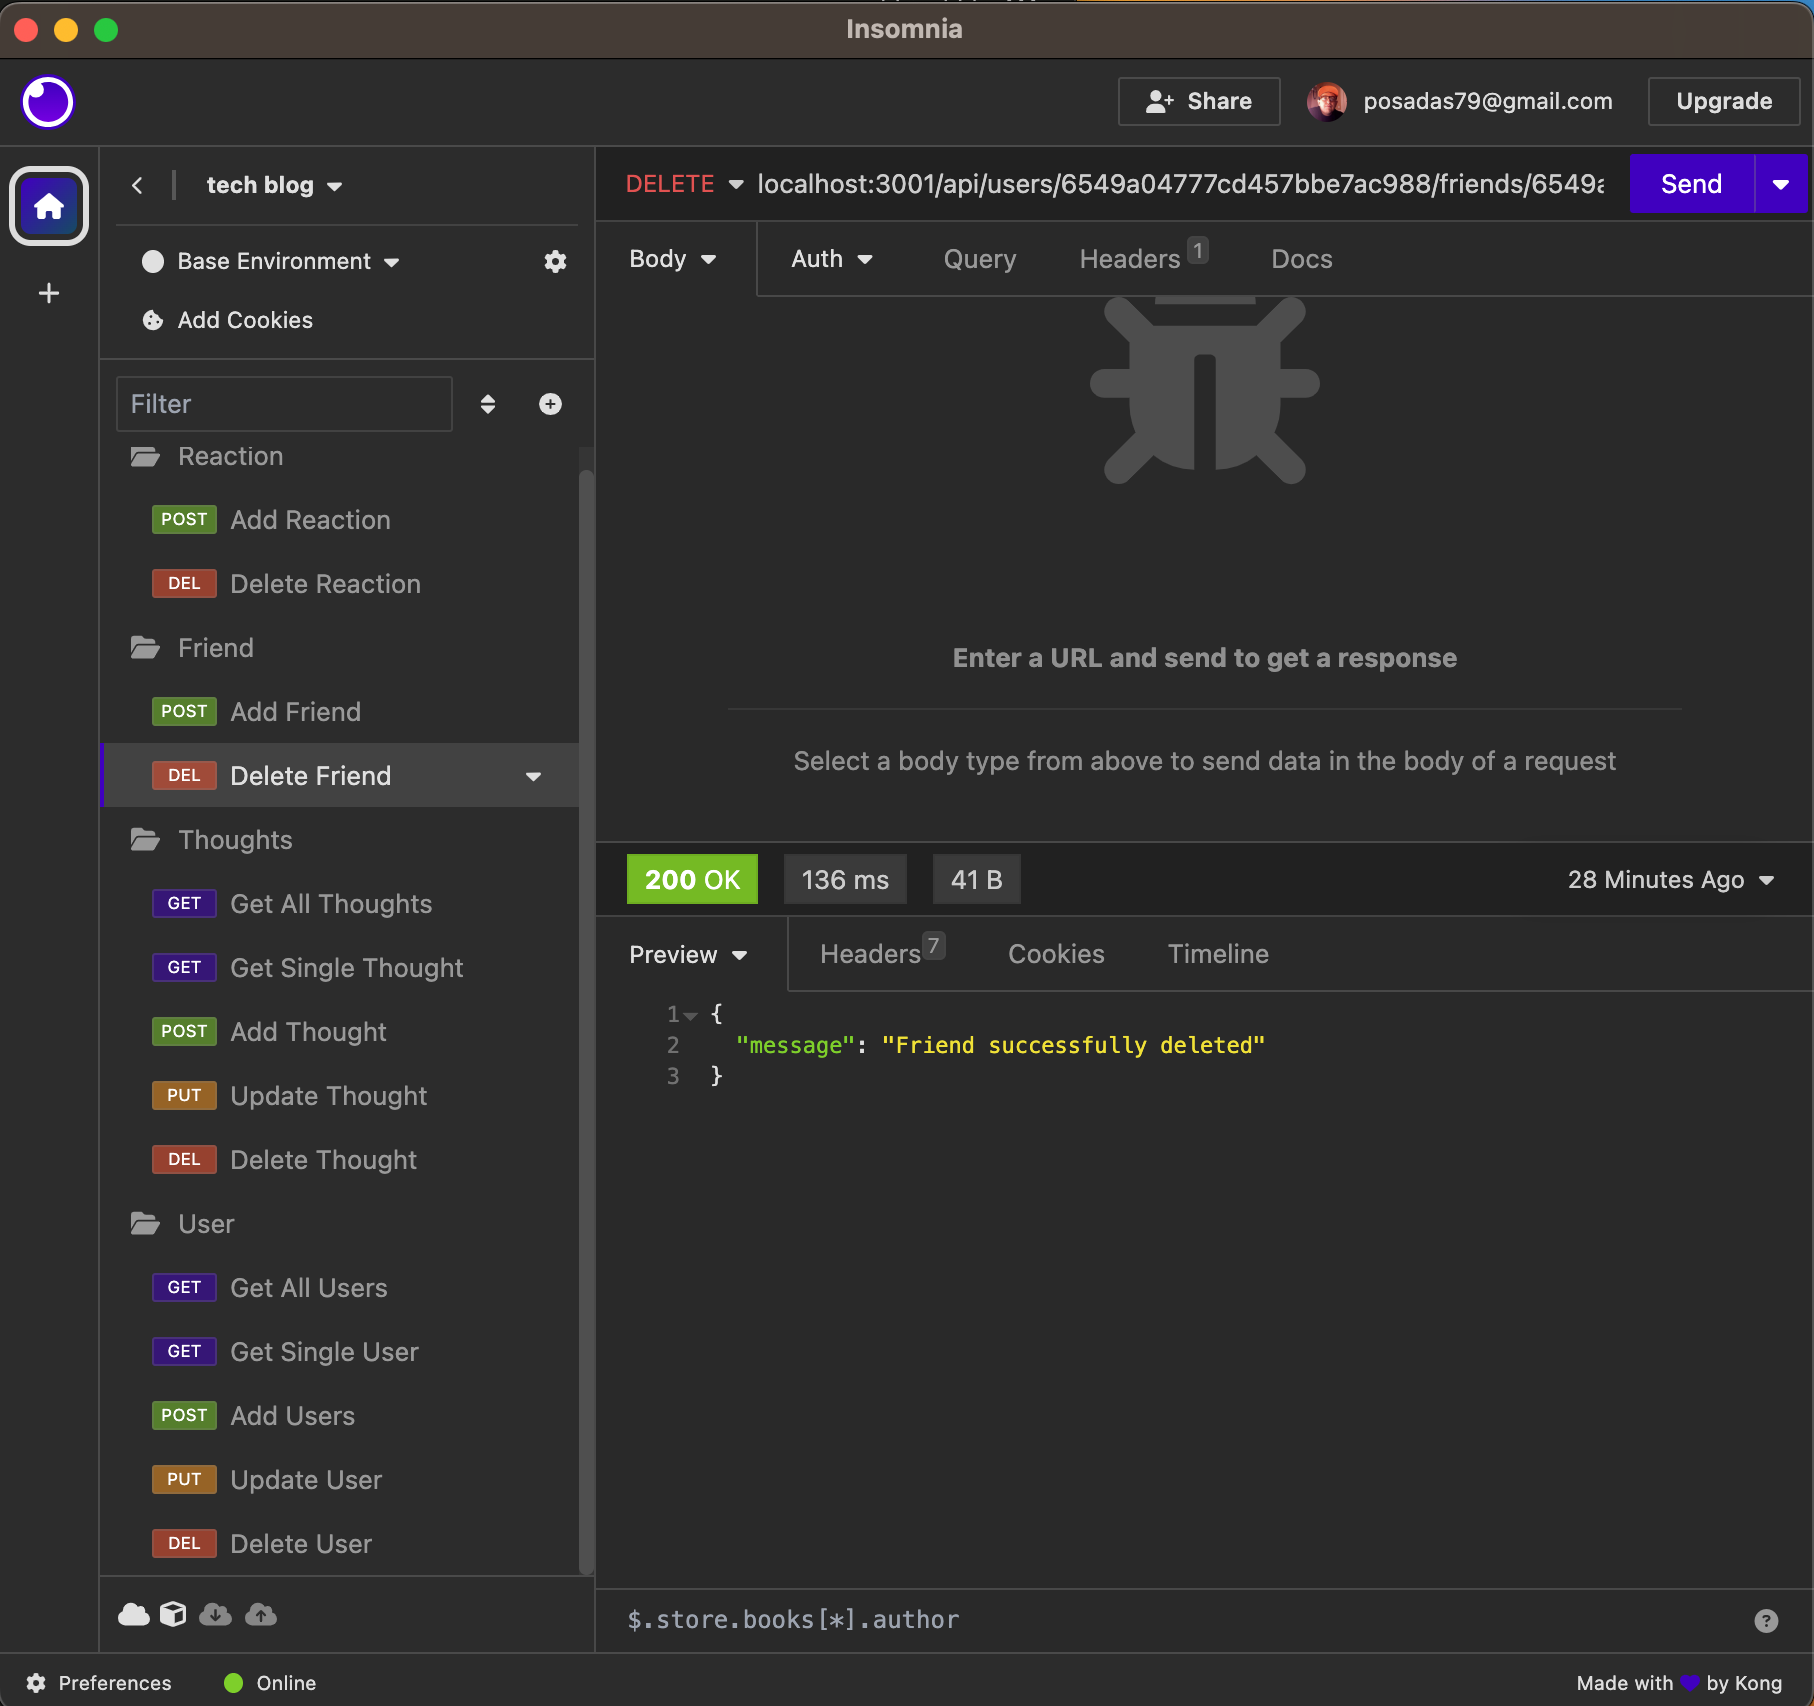 Insomnia
Share
posadas79@gmail.com
Upgrade
tech blog
DELETE localhost:3001/api/users/6549a04777cd457bbe7ac988/friends/6549a
Send
Base Environment
Body
Auth
Query
Headers 1
Docs
Add Cookies
Filter
Reaction
POST Add Reaction
DEL Delete Reaction
Friend
POST Add Friend
DEL Delete Friend
Thoughts
GET Get All Thoughts
GET Get Single Thought
POST Add Thought
PUT Update Thought
DEL Delete Thought
User
GET Get All Users
GET Get Single User
POST Add Users
PUT Update User
DEL Delete User
Enter a URL and send to get a response
Select a body type from above to send data in the body of a request
200 OK
136 ms
41 B
28 Minutes Ago
Preview
Headers 7
Cookies
Timeline
1 {
2 "message": "Friend successfully deleted"
3 }
$.store.books[*].author
Preferences
Online
Made with 💜 by Kong